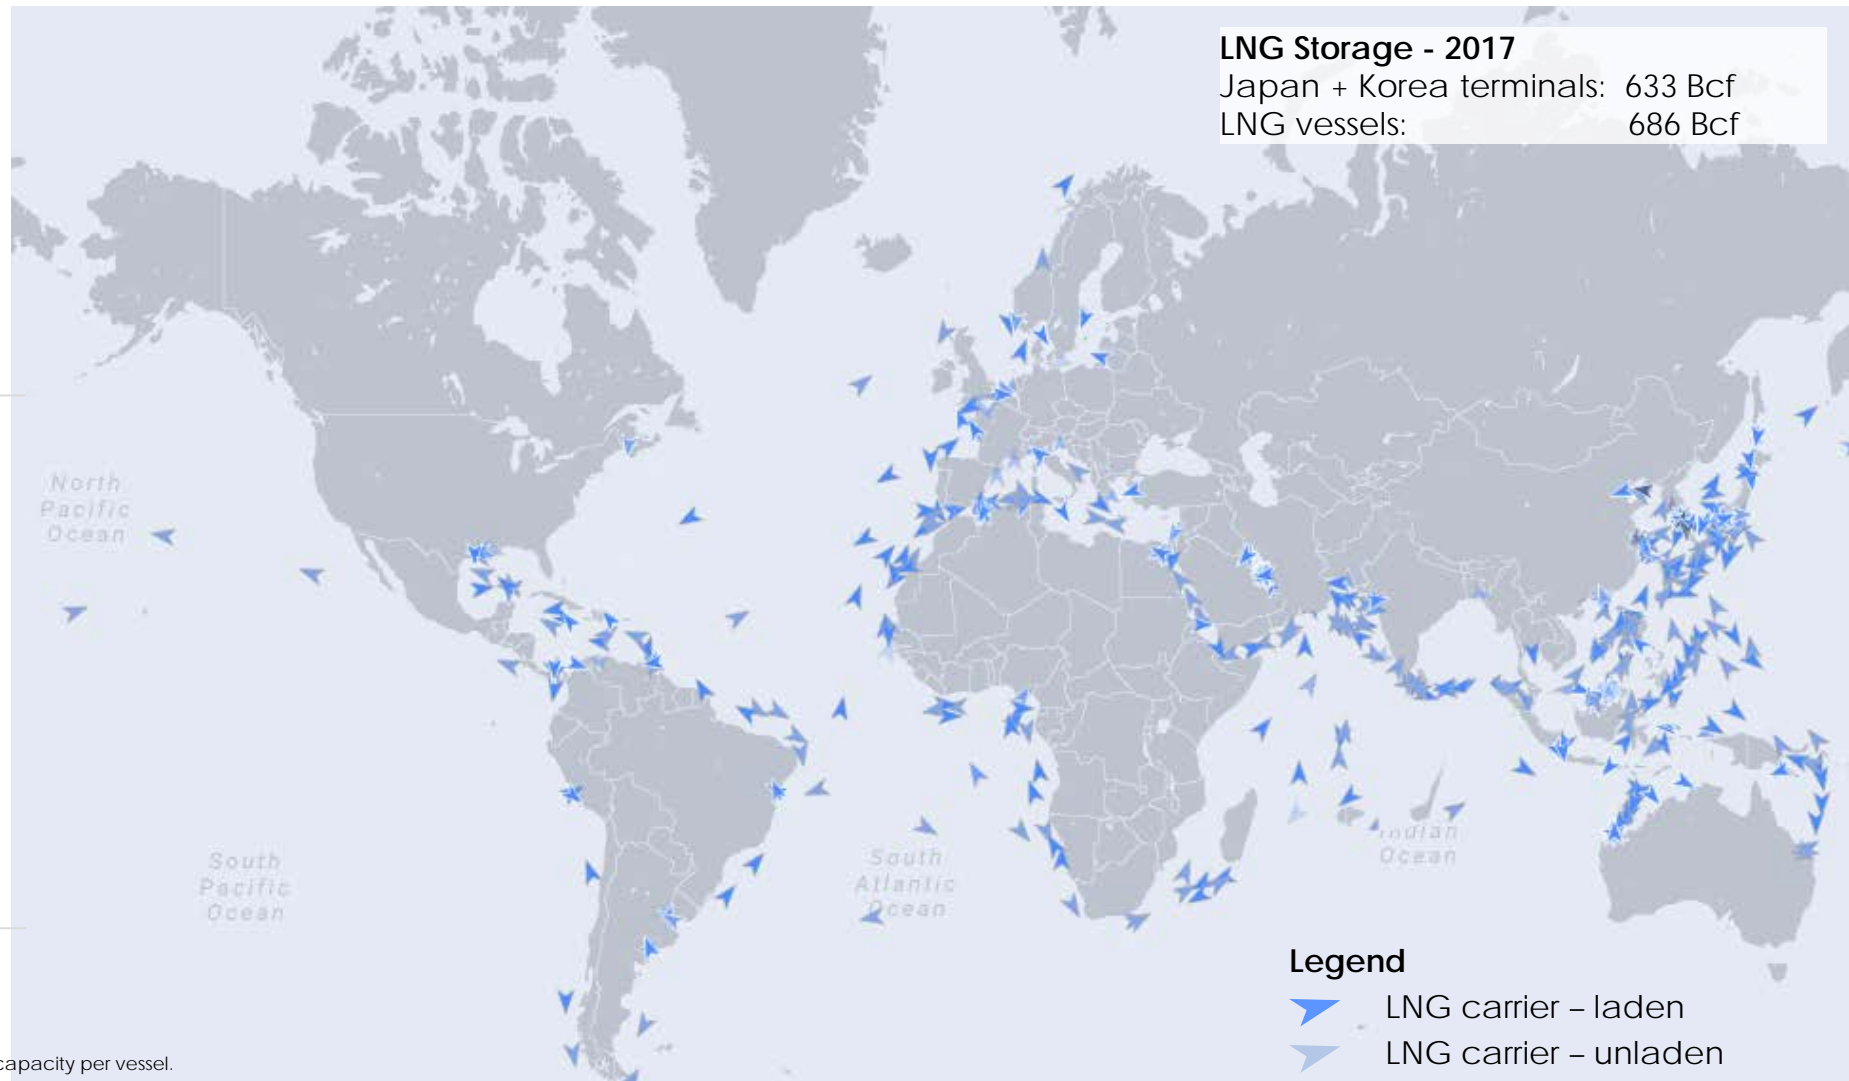 LNG Storage - 2017
Japan + Korea terminals: 633 Bcf
LNG vessels: 686 Bcf
North
Pacific
Ocean
South
Pacific
Ocean
South
Atlantic
Ocean
Indian
Ocean
Legend
LNG carrier – laden
LNG carrier – unladen
capacity per vessel.